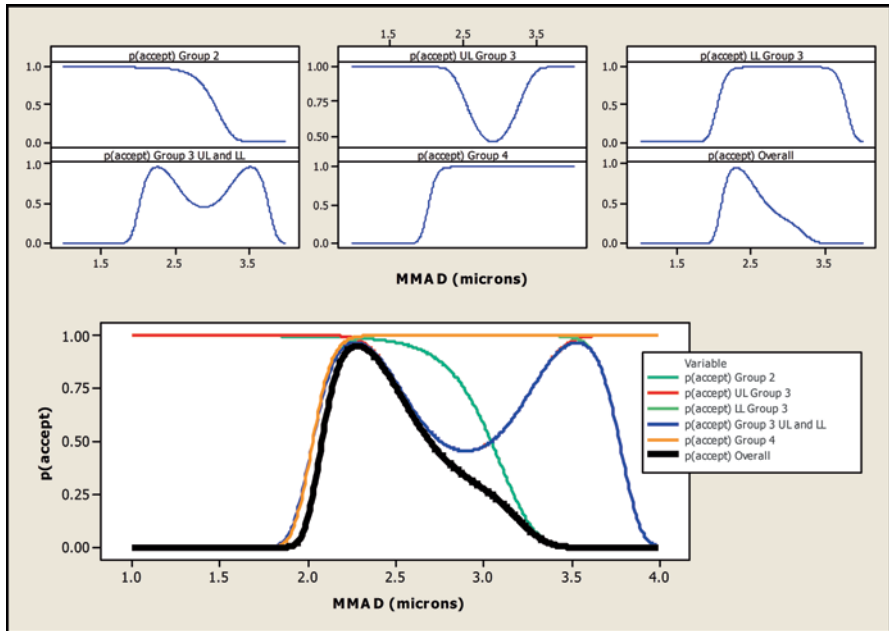 1.5 2.5 3.5
p(accept) Group 2 p(accept) UL Group 3 p(accept) LL Group 3
1.0 1.00 1.0
0.5 0.75 0.5
0.0 0.50 0.0
p(accept) Group 3 UL and LL p(accept) Group 4 p(accept) Overall
1.0 1.0 1.0
0.5 0.5 0.5
0.0 0.0 0.0
1.5 2.5 3.5 1.5 2.5 3.5
MMAD (microns)
p(accept)
1.00
0.75
0.50
0.25
0.00
1.0 2.0 2.5 3.0 3.5 4.0
MMAD (microns)
Variable
p(accept) Group 2
p(accept) UL Group 3
p(accept) LL Group 3
p(accept) Group 3 UL and LL
p(accept) Group 4
p(accept) Overall